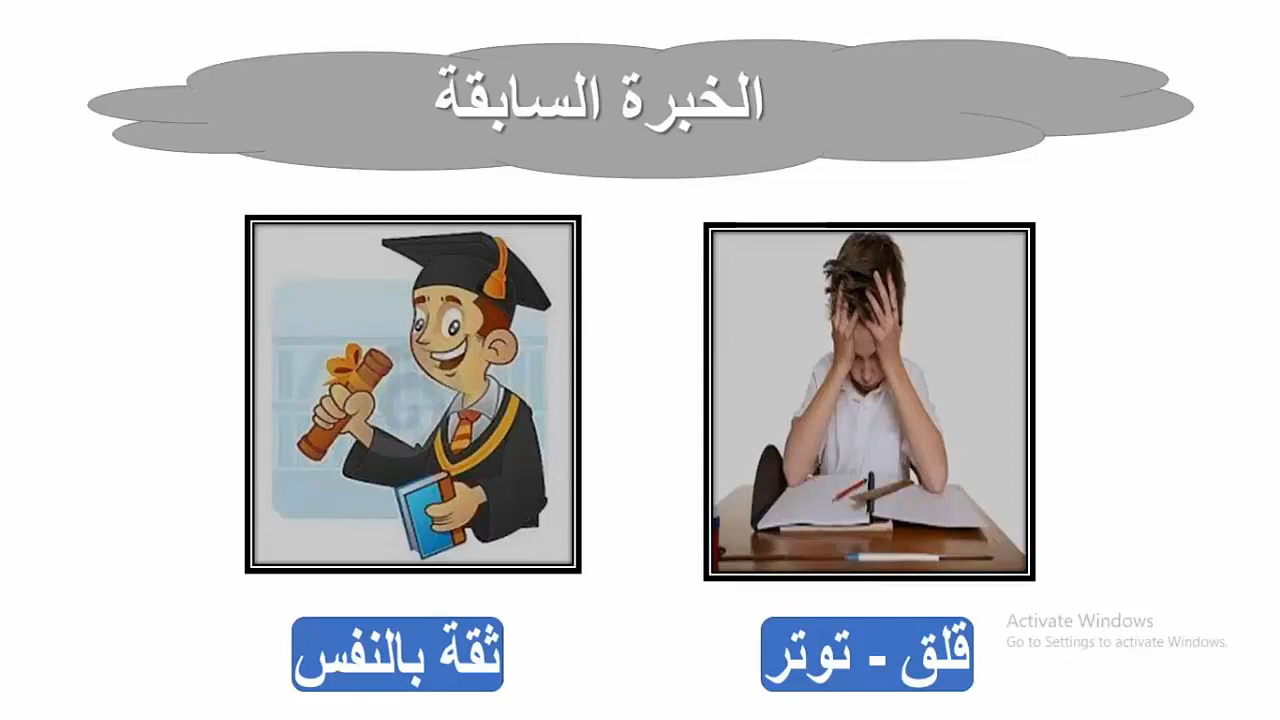 الخبرة السابقة
قلق - توتر
ثقة بالنفس
Activate Windows
Go to Settings to activate Windows.